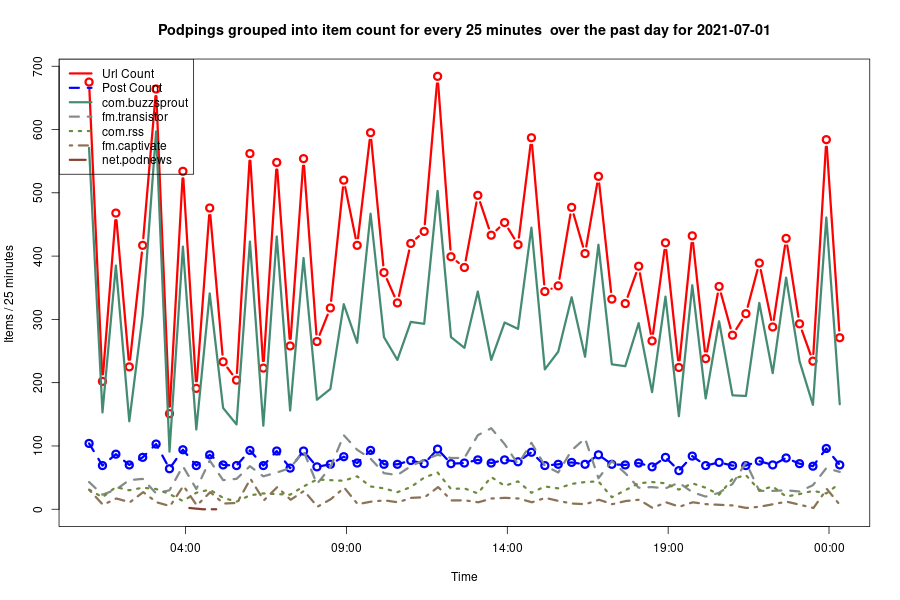 Podpings grouped into item count for every 25 minutes  over the past day for 2021-07-01
Items / 25 minutes
700
600
500
400
300
200
100
0
Url Count
Post Count
com.buzzsprout
fm.transistor
com.rss
fm.captivate
net.podnews
04:00
09:00
14:00
19:00
00:00
Time